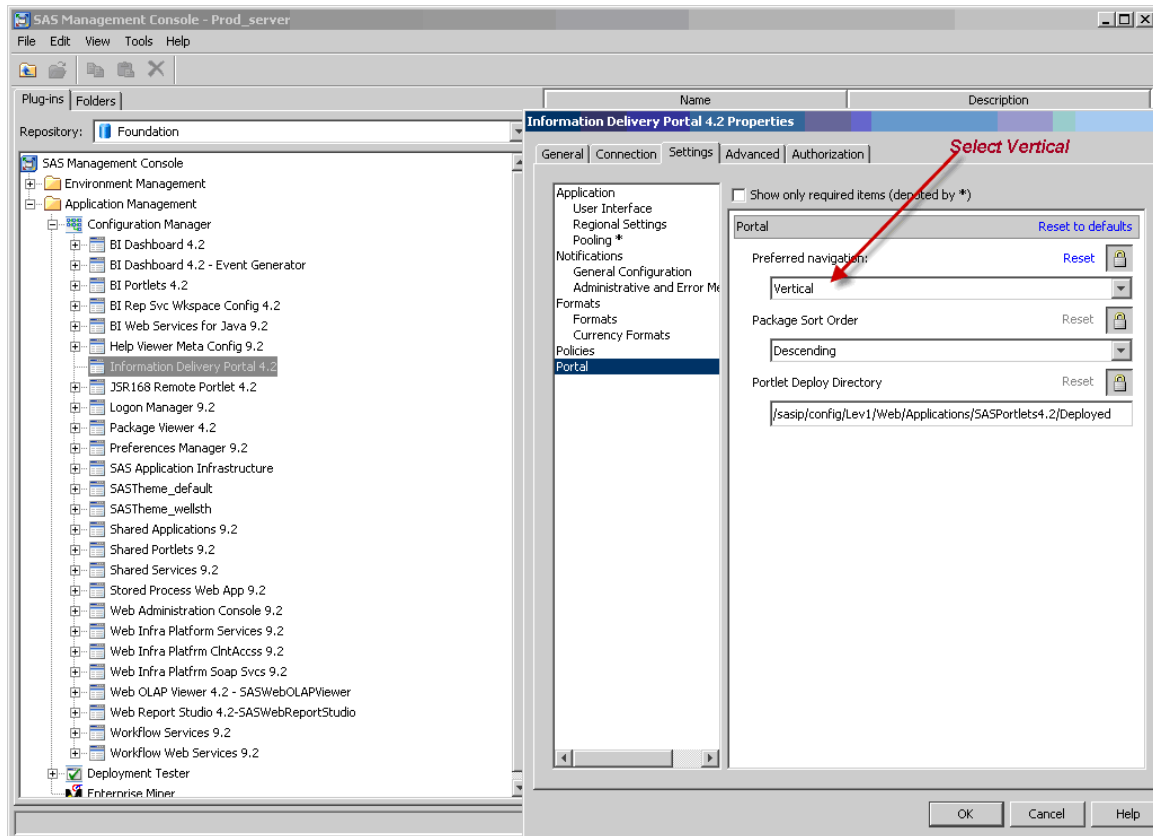 SAS Management Console - Prod_server
File Edit View Tools Help
Plug-ins Folders
Repository: Foundation
SAS Management Console
Environment Management
Application Management
Configuration Manager
BI Dashboard 4.2
BI Dashboard 4.2 - Event Generator
BI Portlets 4.2
BI Rep Svc Wkspace Config 4.2
BI Web Services for Java 9.2
Help Viewer Meta Config 9.2
Information Delivery Portal 4.2
JSR168 Remote Portlet 4.2
Logon Manager 9.2
Package Viewer 4.2
Preferences Manager 9.2
SAS Application Infrastructure
SASTheme_default
SASTheme_wellsth
Shared Applications 9.2
Shared Portlets 9.2
Shared Services 9.2
Stored Process Web App 9.2
Web Administration Console 9.2
Web Infra Platform Services 9.2
Web Infra Platfrm ClntAccss 9.2
Web Infra Platfrm Soap Svcs 9.2
Web OLAP Viewer 4.2 - SASWebOLAPViewer
Web Report Studio 4.2-SASWebReportStudio
Workflow Services 9.2
Workflow Web Services 9.2
Deployment Tester
Enterprise Miner
Name Description
Information Delivery Portal 4.2 Properties
General Connection Settings Advanced Authorization
Select Vertical
Application
User Interface
Regional Settings
Pooling *
Notifications
General Configuration
Administrative and Error Me
Formats
Formats
Currency Formats
Policies
Portal
Show only required items (denoted by *)
Portal Reset to defaults
Preferred navigation: Reset
Vertical
Package Sort Order Reset
Descending
Portlet Deploy Directory Reset
/sasip/config/Lev1/Web/Applications/SASPortlets4.2/Deployed
OK Cancel Help